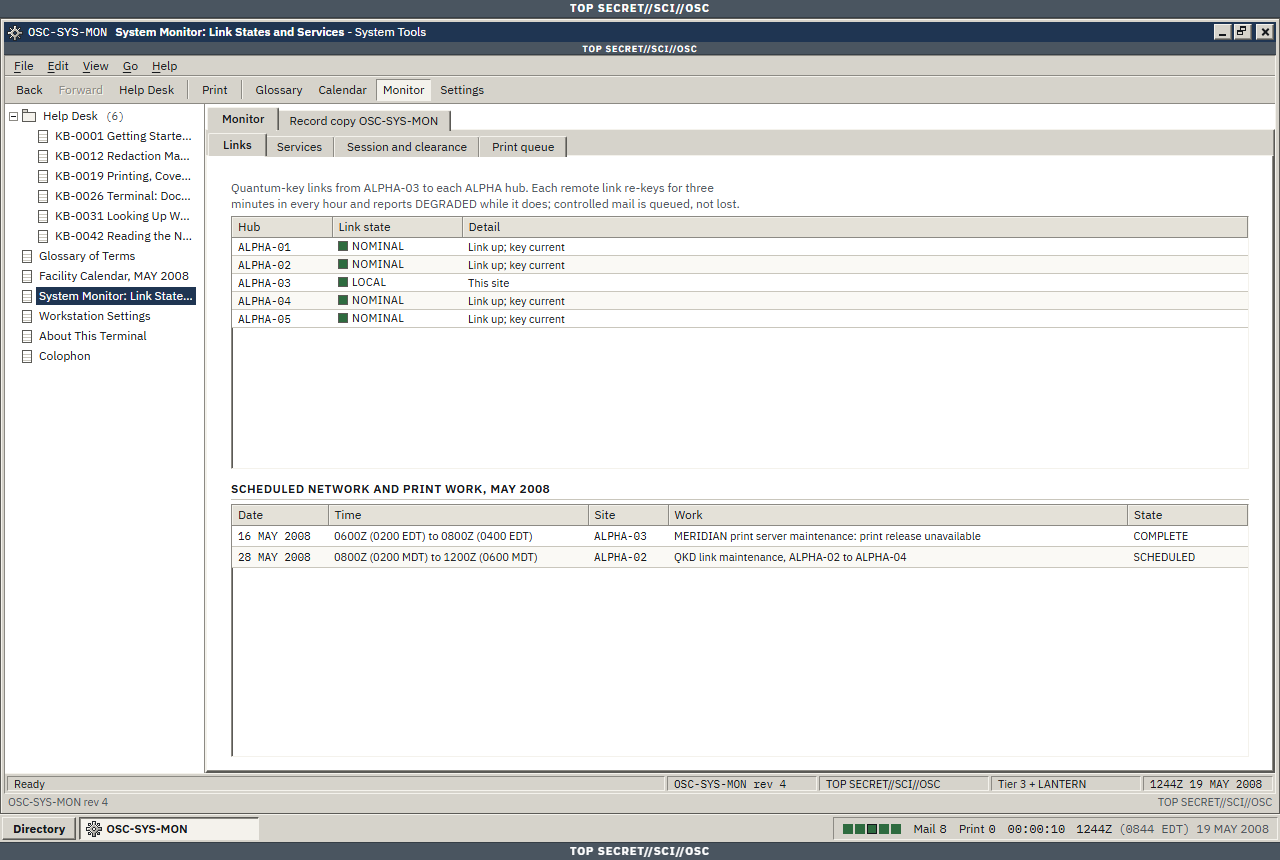 TOP SECRET//SCI//OSC
OSC-SYS-MON System Monitor: Link States and Services - System Tools
TOP SECRET//SCI//OSC
File Edit View Go Help
Back Forward Help Desk Print Glossary Calendar Monitor Settings
Help Desk (6)
KB-0001 Getting Starte...
KB-0012 Redaction Ma...
KB-0019 Printing, Cove...
KB-0026 Terminal: Doc...
KB-0031 Looking Up W...
KB-0042 Reading the N...
Glossary of Terms
Facility Calendar, MAY 2008
System Monitor: Link State...
Workstation Settings
About This Terminal
Colophon
Monitor Record copy OSC-SYS-MON
Links Services Session and clearance Print queue
Quantum-key links from ALPHA-03 to each ALPHA hub. Each remote link re-keys for three
minutes in every hour and reports DEGRADED while it does; controlled mail is queued, not lost.
Hub Link state Detail
ALPHA-01 NOMINAL Link up; key current
ALPHA-02 NOMINAL Link up; key current
ALPHA-03 LOCAL This site
ALPHA-04 NOMINAL Link up; key current
ALPHA-05 NOMINAL Link up; key current
SCHEDULED NETWORK AND PRINT WORK, MAY 2008
Date Time Site Work State
16 MAY 2008 0600Z (0200 EDT) to 0800Z (0400 EDT) ALPHA-03 MERIDIAN print server maintenance: print release unavailable COMPLETE
28 MAY 2008 0800Z (0200 MDT) to 1200Z (0600 MDT) ALPHA-02 QKD link maintenance, ALPHA-02 to ALPHA-04 SCHEDULED
Ready OSC-SYS-MON rev 4 TOP SECRET//SCI//OSC Tier 3 + LANTERN 1244Z 19 MAY 2008
OSC-SYS-MON rev 4 TOP SECRET//SCI//OSC
Directory OSC-SYS-MON Mail 8 Print 0 00:00:10 1244Z (0844 EDT) 19 MAY 2008
TOP SECRET//SCI//OSC